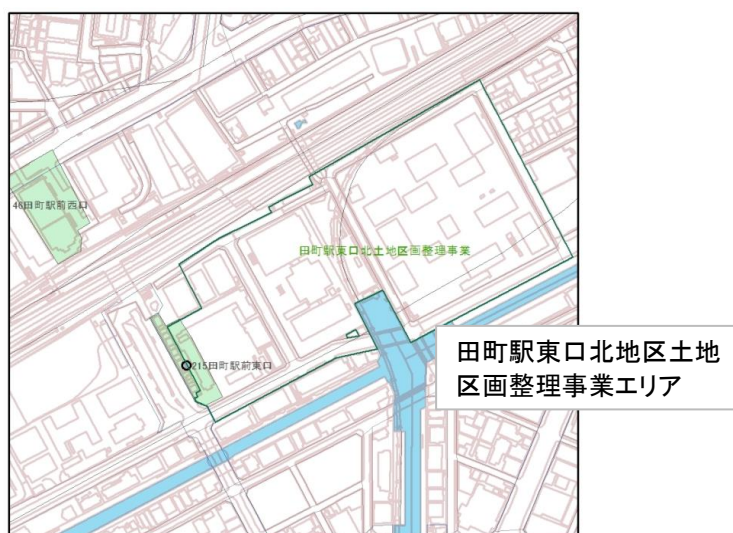 46田町駅前西口
田町駅東口北土地区画整理事業
215田町駅前東口
田町駅東口北地区土地
区画整理事業エリア